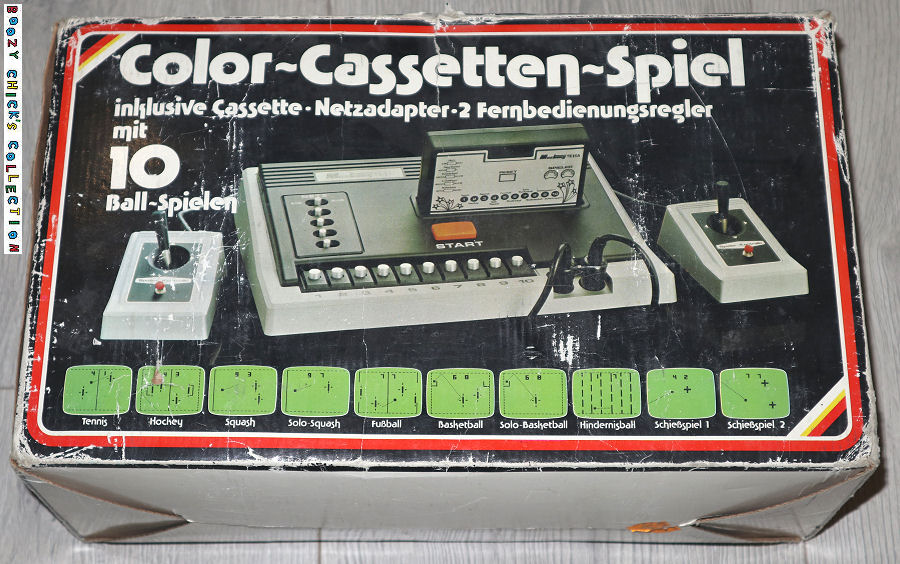 BOOZY CHICK'S COLLECTION
Color-Cassetten-Spiel
inklusive Cassette · Netzadapter · 2 Fernbedienungsregler
mit
10
Ball-Spielen
START
1 2 3 4 5 6 7 8 9 10
Tennis Hockey Squash Solo-Squash Fußball Basketball Solo-Basketball Hindernisball Schießspiel 1 Schießspiel 2